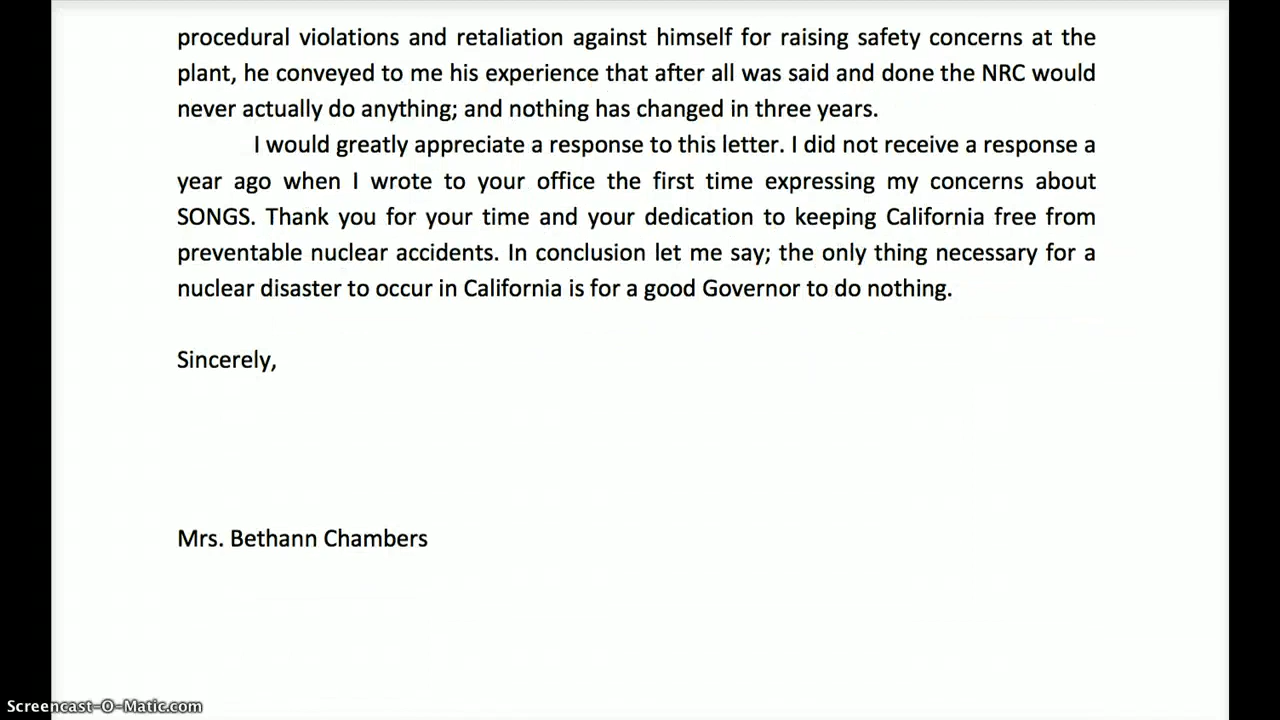 procedural violations and retaliation against himself for raising safety concerns at the
plant, he conveyed to me his experience that after all was said and done the NRC would
never actually do anything; and nothing has changed in three years.
I would greatly appreciate a response to this letter. I did not receive a response a
year ago when I wrote to your office the first time expressing my concerns about
SONGS. Thank you for your time and your dedication to keeping California free from
preventable nuclear accidents. In conclusion let me say; the only thing necessary for a
nuclear disaster to occur in California is for a good Governor to do nothing.
Sincerely,
Mrs. Bethann Chambers
Screencast-O-Matic.com